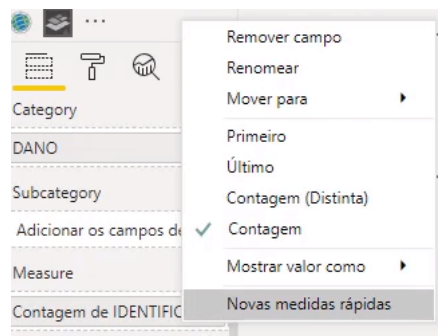 ...
Category
DANO
Subcategory
Adicionar os campos de
Measure
Contagem de IDENTIFIC
Remover campo
Renomear
Mover para
Primeiro
Último
Contagem (Distinta)
Contagem
Mostrar valor como
Novas medidas rápidas